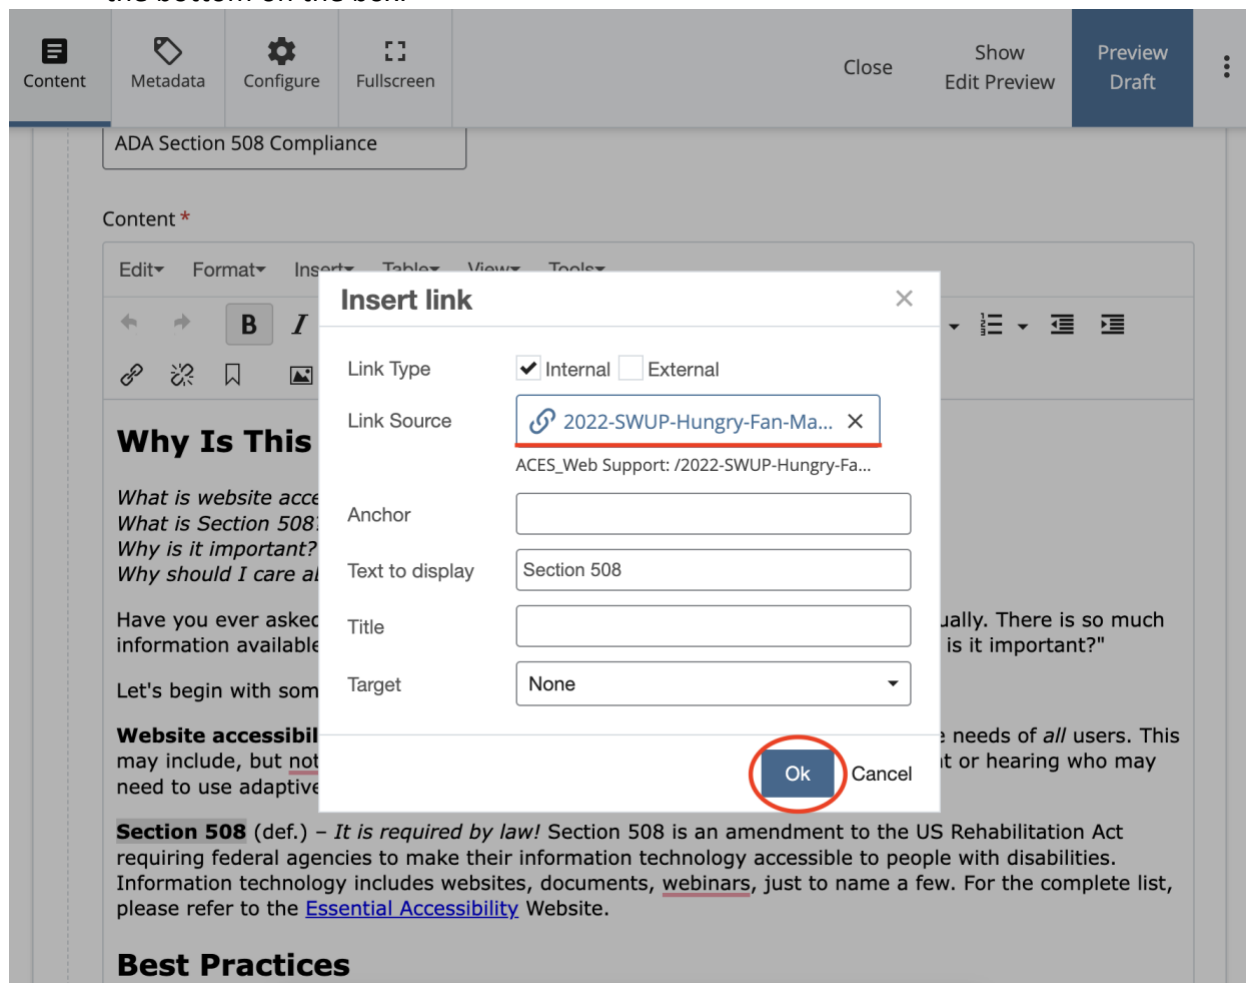 the bottom on the box.
Content
Metadata
Configure
Fullscreen
Close
Show
Edit Preview
Preview
Draft
ADA Section 508 Compliance
Content *
Edit Format Insert Table View Tools
B I
Insert link
Link Type Internal External
Link Source 2022-SWUP-Hungry-Fan-Ma...
ACES_Web Support: /2022-SWUP-Hungry-Fa...
Anchor
Text to display Section 508
Title
Target None
Ok Cancel
Why Is This
What is website acce
What is Section 508?
Why is it important?
Why should I care a
Have you ever asked ually. There is so much
information available is it important?"
Let's begin with som
Website accessibil e needs of all users. This
may include, but not t or hearing who may
need to use adaptive
Section 508 (def.) – It is required by law! Section 508 is an amendment to the US Rehabilitation Act
requiring federal agencies to make their information technology accessible to people with disabilities.
Information technology includes websites, documents, webinars, just to name a few. For the complete list,
please refer to the Essential Accessibility Website.
Best Practices